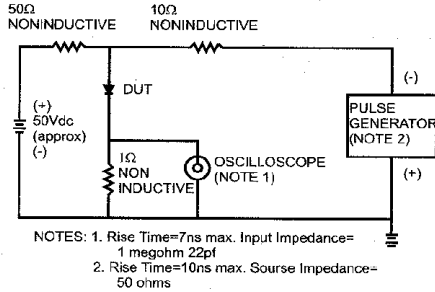 50Ω
NONINDUCTIVE
10Ω
NONINDUCTIVE
DUT
(+)
50Vdc
(approx)
(-)
1Ω
NON
INDUCTIVE
OSCILLOSCOPE
(NOTE 1)
(-)
PULSE
GENERATOR
(NOTE 2)
(+)
NOTES: 1. Rise Time=7ns max. Input Impedance=
1 megohm 22pf
2. Rise Time=10ns max. Sourse Impedance=
50 ohms